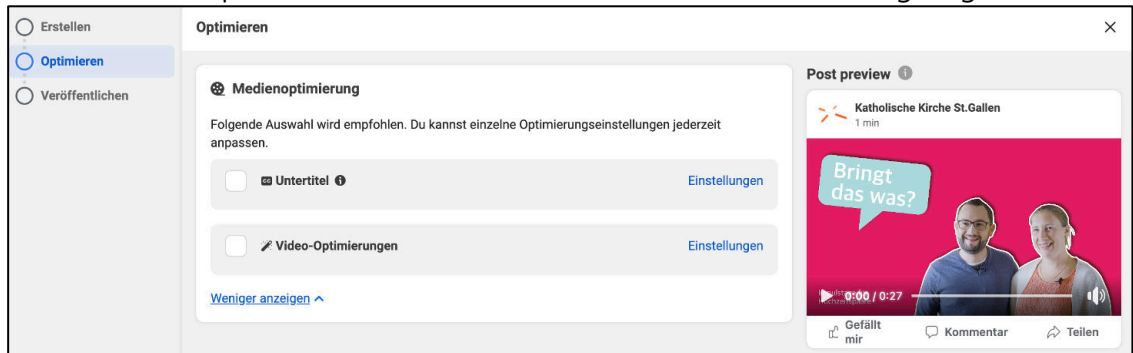 Erstellen
Optimieren
Veröffentlichen
Optimieren
Medienoptimierung
Folgende Auswahl wird empfohlen. Du kannst einzelne Optimierungseinstellungen jederzeit
anpassen.
CC Untertitel
Einstellungen
Video-Optimierungen
Einstellungen
Weniger anzeigen
Post preview
Katholische Kirche St.Gallen
1 min
Bringt
das was?
0:00 / 0:27
Gefällt
mir
Kommentar
Teilen